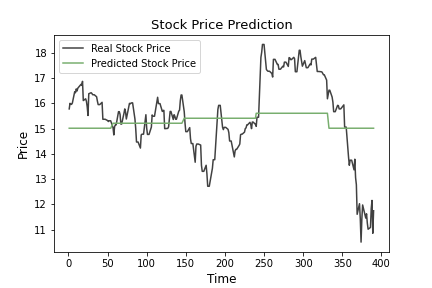 Stock Price Prediction
Real Stock Price
Predicted Stock Price
Price
18
17
16
15
14
13
12
11
0 50 100 150 200 250 300 350 400
Time